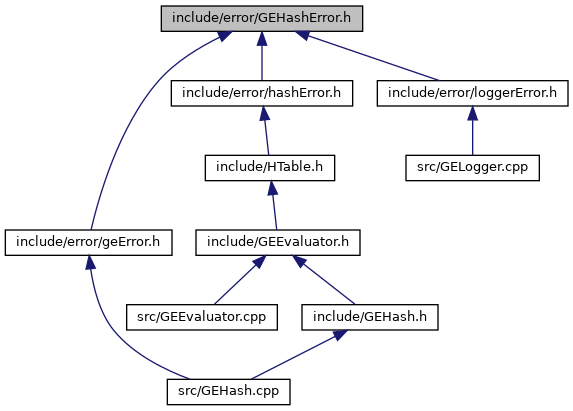 include/error/GEHashError.h
include/error/hashError.h
include/error/loggerError.h
include/HTable.h
src/GELogger.cpp
include/error/geError.h
include/GEEvaluator.h
src/GEEvaluator.cpp
include/GEHash.h
src/GEHash.cpp